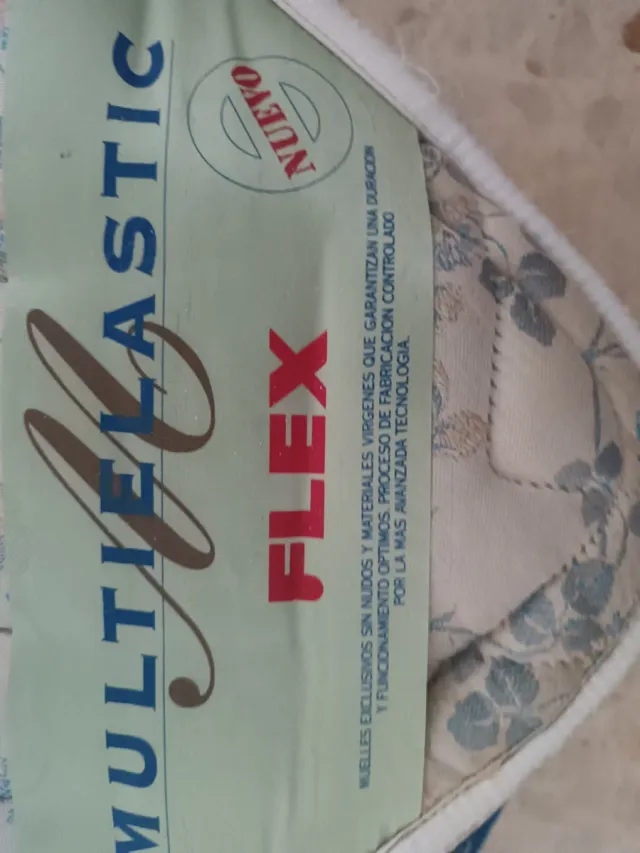 MULTIELASTIC
M
NUEVO
FLEX
MUELLES EXCLUSIVOS SIN NUDOS Y MATERIALES VIRGENES QUE GARANTIZAN UNA DURACION
Y FUNCIONAMIENTO OPTIMOS. PROCESO DE FABRICACION CONTROLADO
POR LA MAS AVANZADA TECNOLOGIA.